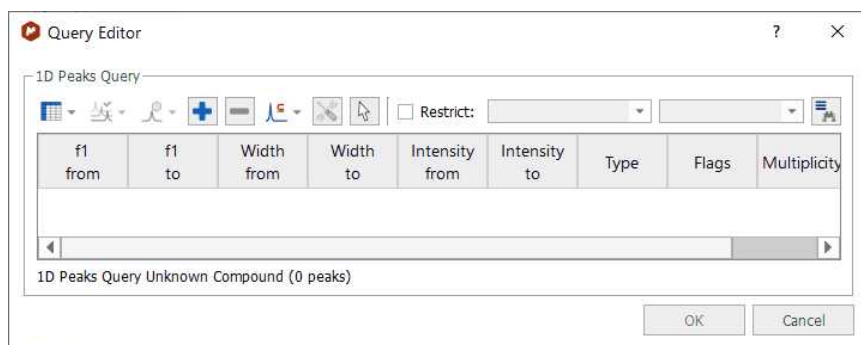 Query Editor
?
1D Peaks Query
Restrict:
f1 from
f1 to
Width from
Width to
Intensity from
Intensity to
Type
Flags
Multiplicity
1D Peaks Query Unknown Compound (0 peaks)
OK
Cancel